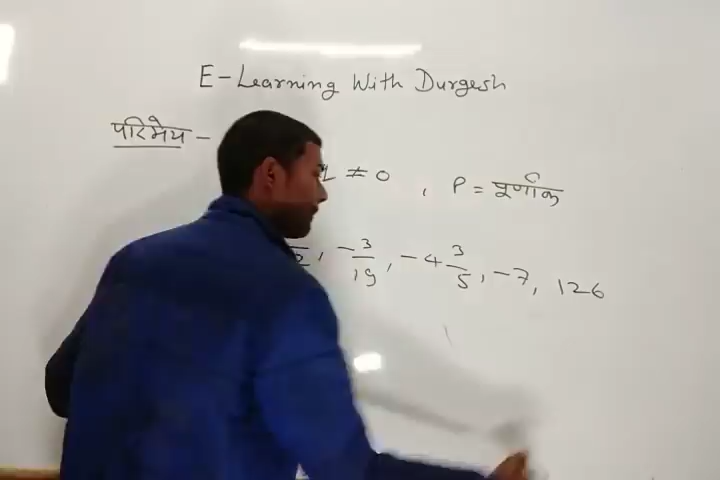 E-Learning With Durgesh
परिमेय -
≠ 0 , P = पूर्णांक
, -3/19, -4 3/5, -7, 126